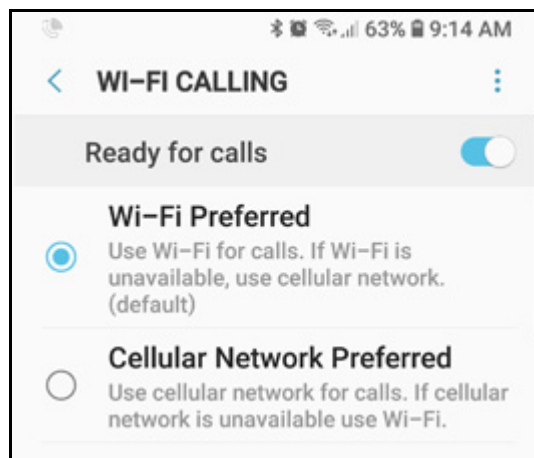 63% 9:14 AM
WI-FI CALLING
Ready for calls
Wi-Fi Preferred
Use Wi-Fi for calls. If Wi-Fi is
unavailable, use cellular network.
(default)
Cellular Network Preferred
Use cellular network for calls. If cellular
network is unavailable use Wi-Fi.